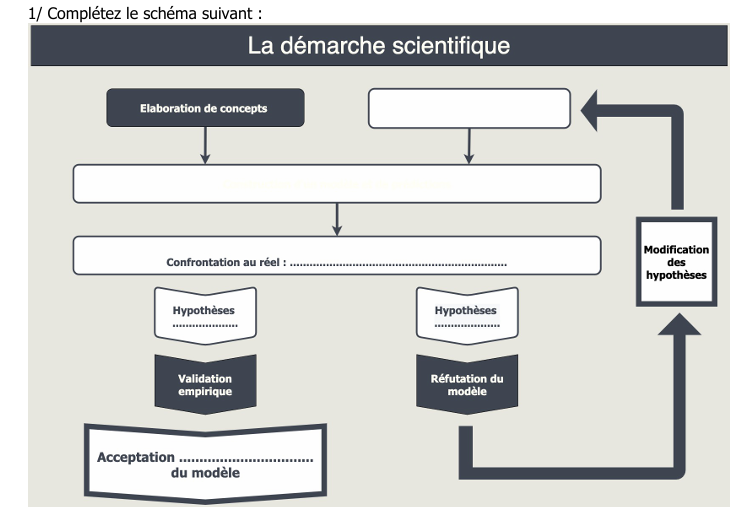 1/ Complétez le schéma suivant :
La démarche scientifique
Elaboration de concepts
Confrontation au réel : ..................................................................
Modification
des
hypothèses
Hypothèses
....................
Hypothèses
....................
Validation
empirique
Réfutation du
modèle
Acceptation ..................................
du modèle